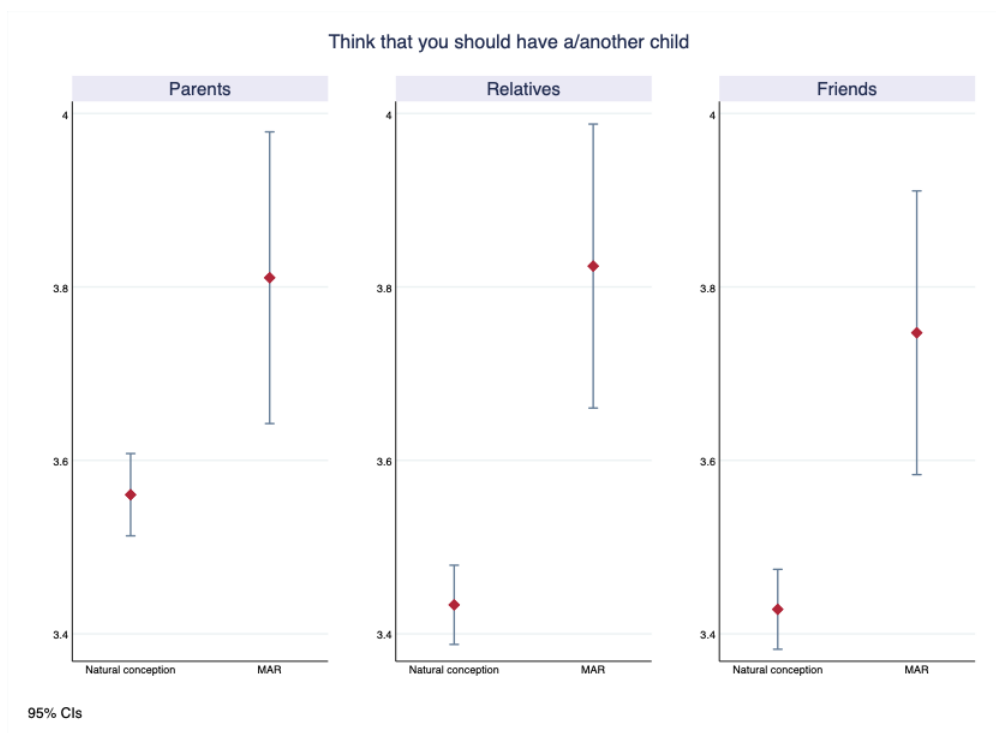 Think that you should have a/another child
Parents
4
3.8
3.6
3.4
Natural conception MAR
Relatives
4
3.8
3.6
3.4
Natural conception MAR
Friends
4
3.8
3.6
3.4
Natural conception MAR
95% CIs